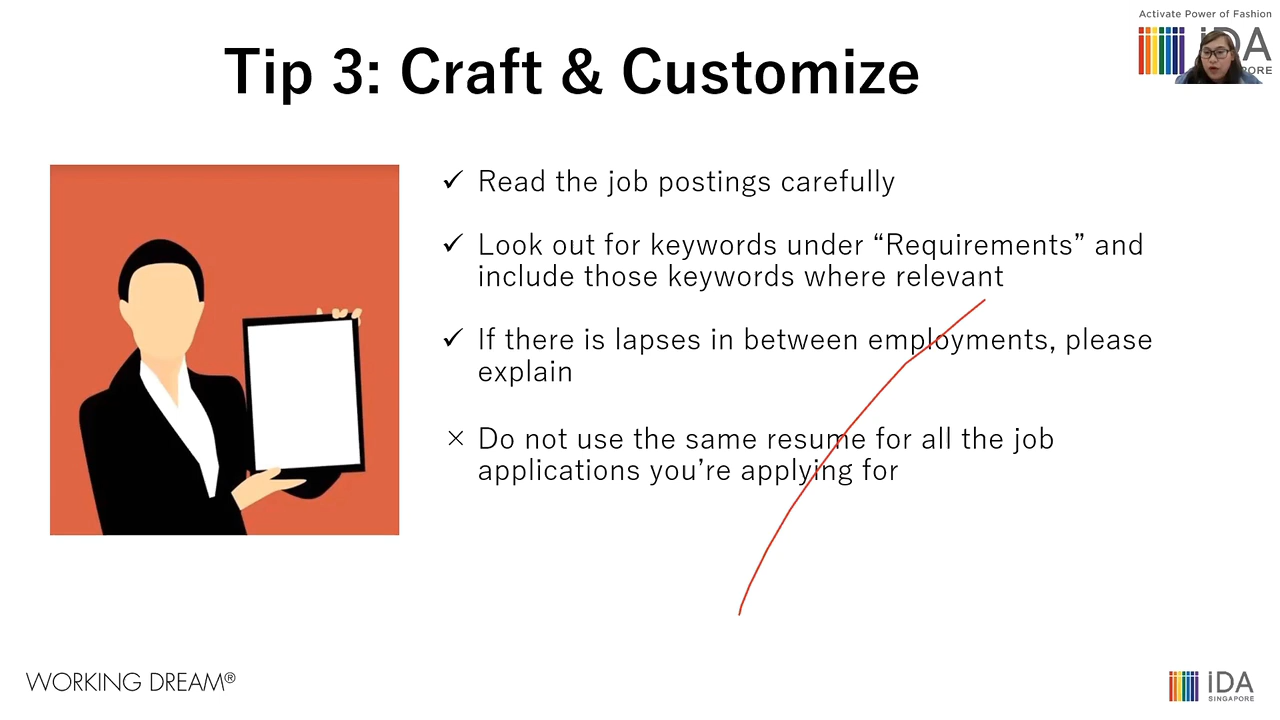 Activate Power of Fashion
Tip 3: Craft & Customize
✓ Read the job postings carefully
✓ Look out for keywords under “Requirements” and
include those keywords where relevant
✓ If there is lapses in between employments, please
explain
× Do not use the same resume for all the job
applications you’re applying for
WORKING DREAM®
iDA
SINGAPORE